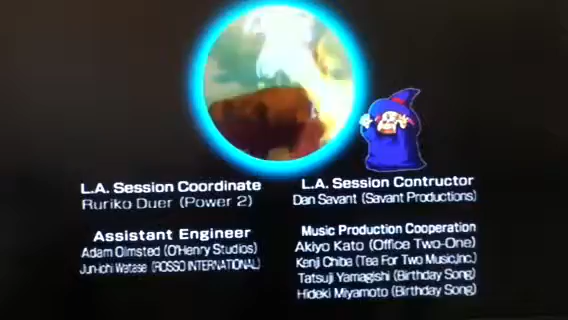 L.A. Session Coordinate
Ruriko Duer (Power 2)
Assistant Engineer
Adam Olmsted (O'Henry Studios)
Jun-ichi Watase (ROSSO INTERNATIONAL)
L.A. Session Contructor
Dan Savant (Savant Productions)
Music Production Cooperation
Akiyo Kato (Office Two-One)
Kenji Chiba (Tea For Two Music,Inc.)
Tatsuji Yamagishi (Birthday Song)
Hideki Miyamoto (Birthday Song)